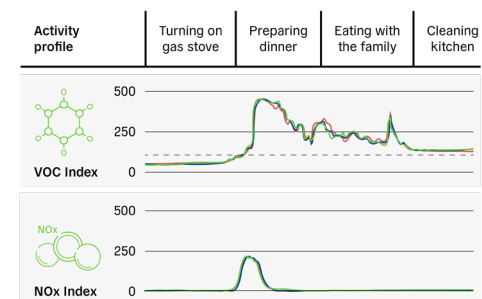 Activity profile
Turning on gas stove
Preparing dinner
Eating with the family
Cleaning kitchen
500
250
0
VOC Index
NOx
500
250
0
NOx Index